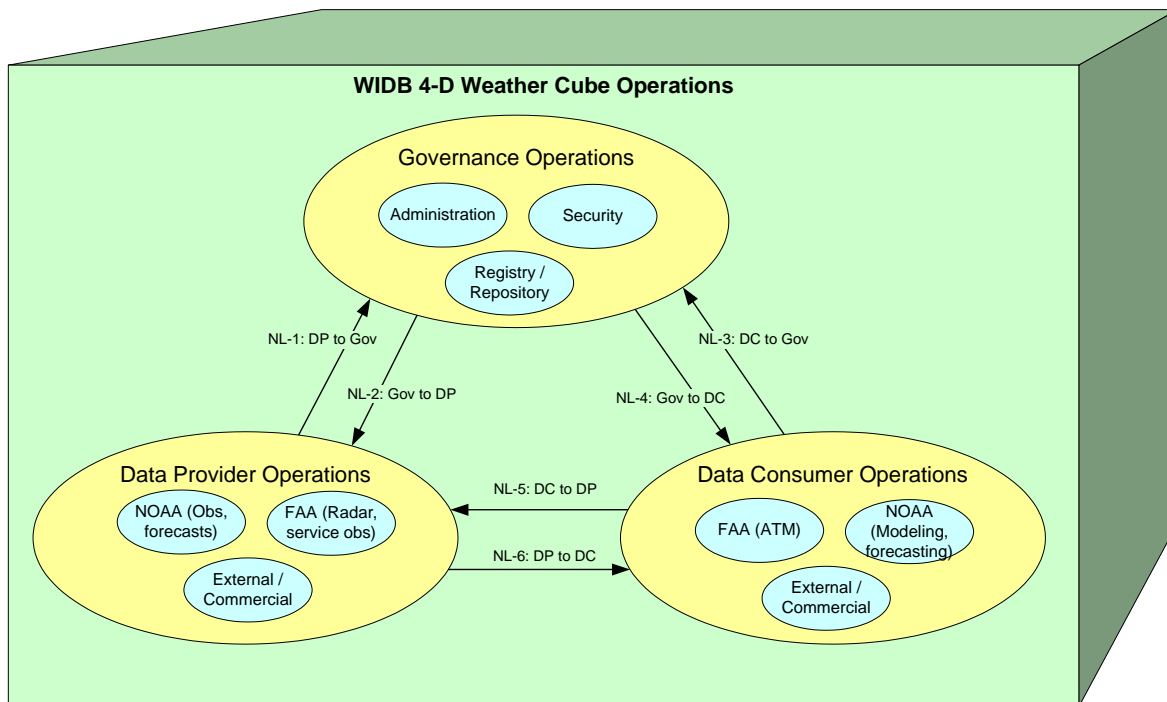 WIDB 4-D Weather Cube Operations
Governance Operations
Administration
Security
Registry /
Repository
NL-1: DP to Gov
NL-3: DC to Gov
NL-2: Gov to DP
NL-4: Gov to DC
Data Provider Operations
NOAA (Obs,
forecasts)
FAA (Radar,
service obs)
External /
Commercial
NL-5: DC to DP
NL-6: DP to DC
Data Consumer Operations
FAA (ATM)
NOAA
(Modeling,
forecasting)
External /
Commercial